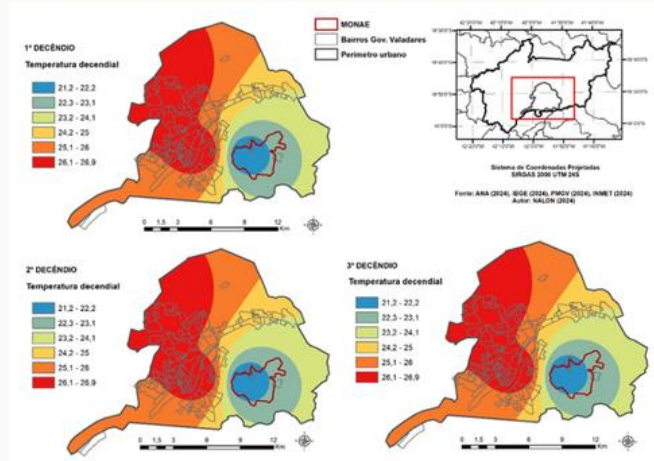 MONAE
Bairros Gov. Valadares
Perímetro urbano
1º DECÊNDIO
Temperatura decendial
21,2 - 22,2
22,3 - 23,1
23,2 - 24,1
24,2 - 25
25,1 - 26
26,1 - 26,9
0 1,5 3 6 9 12
Km
Sistema de Coordenadas Projetadas
SIRGAS 2000 UTM 24S
Fonte: ANA (2024), IBGE (2024), PMGV (2024), INMET (2024)
Autor: NALON (2024)
2º DECÊNDIO
Temperatura decendial
21,2 - 22,2
22,3 - 23,1
23,2 - 24,1
24,2 - 25
25,1 - 26
26,1 - 26,9
0 1,5 3 6 9 12
Km
3º DECÊNDIO
Temperatura decendial
21,2 - 22,2
22,3 - 23,1
23,2 - 24,1
24,2 - 25
25,1 - 26
26,1 - 26,9
0 1,5 3 6 9 12
Km